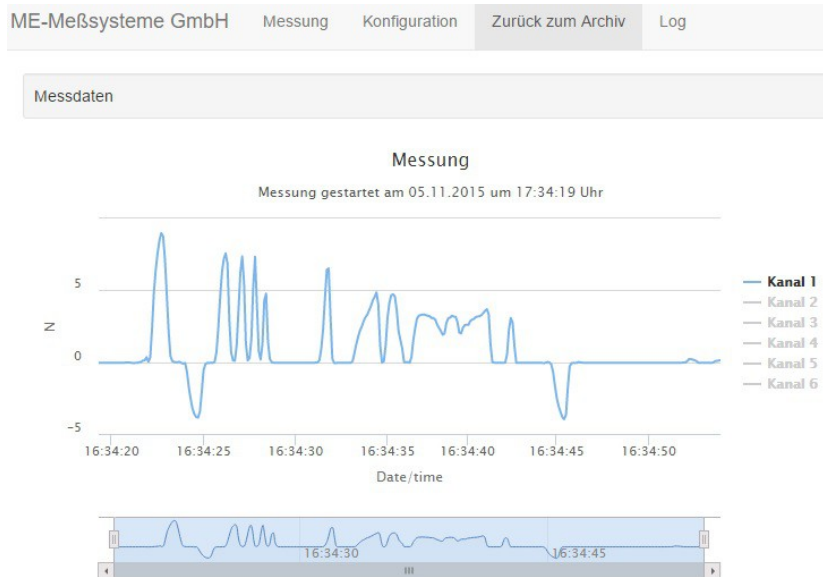 ME-Meßsysteme GmbH Messung Konfiguration Zurück zum Archiv Log
Messdaten
Messung
Messung gestartet am 05.11.2015 um 17:34:19 Uhr
5
0
−5
N
16:34:20 16:34:25 16:34:30 16:34:35 16:34:40 16:34:45 16:34:50
Date/time
Kanal 1
Kanal 2
Kanal 3
Kanal 4
Kanal 5
Kanal 6
16:34:30 16:34:45